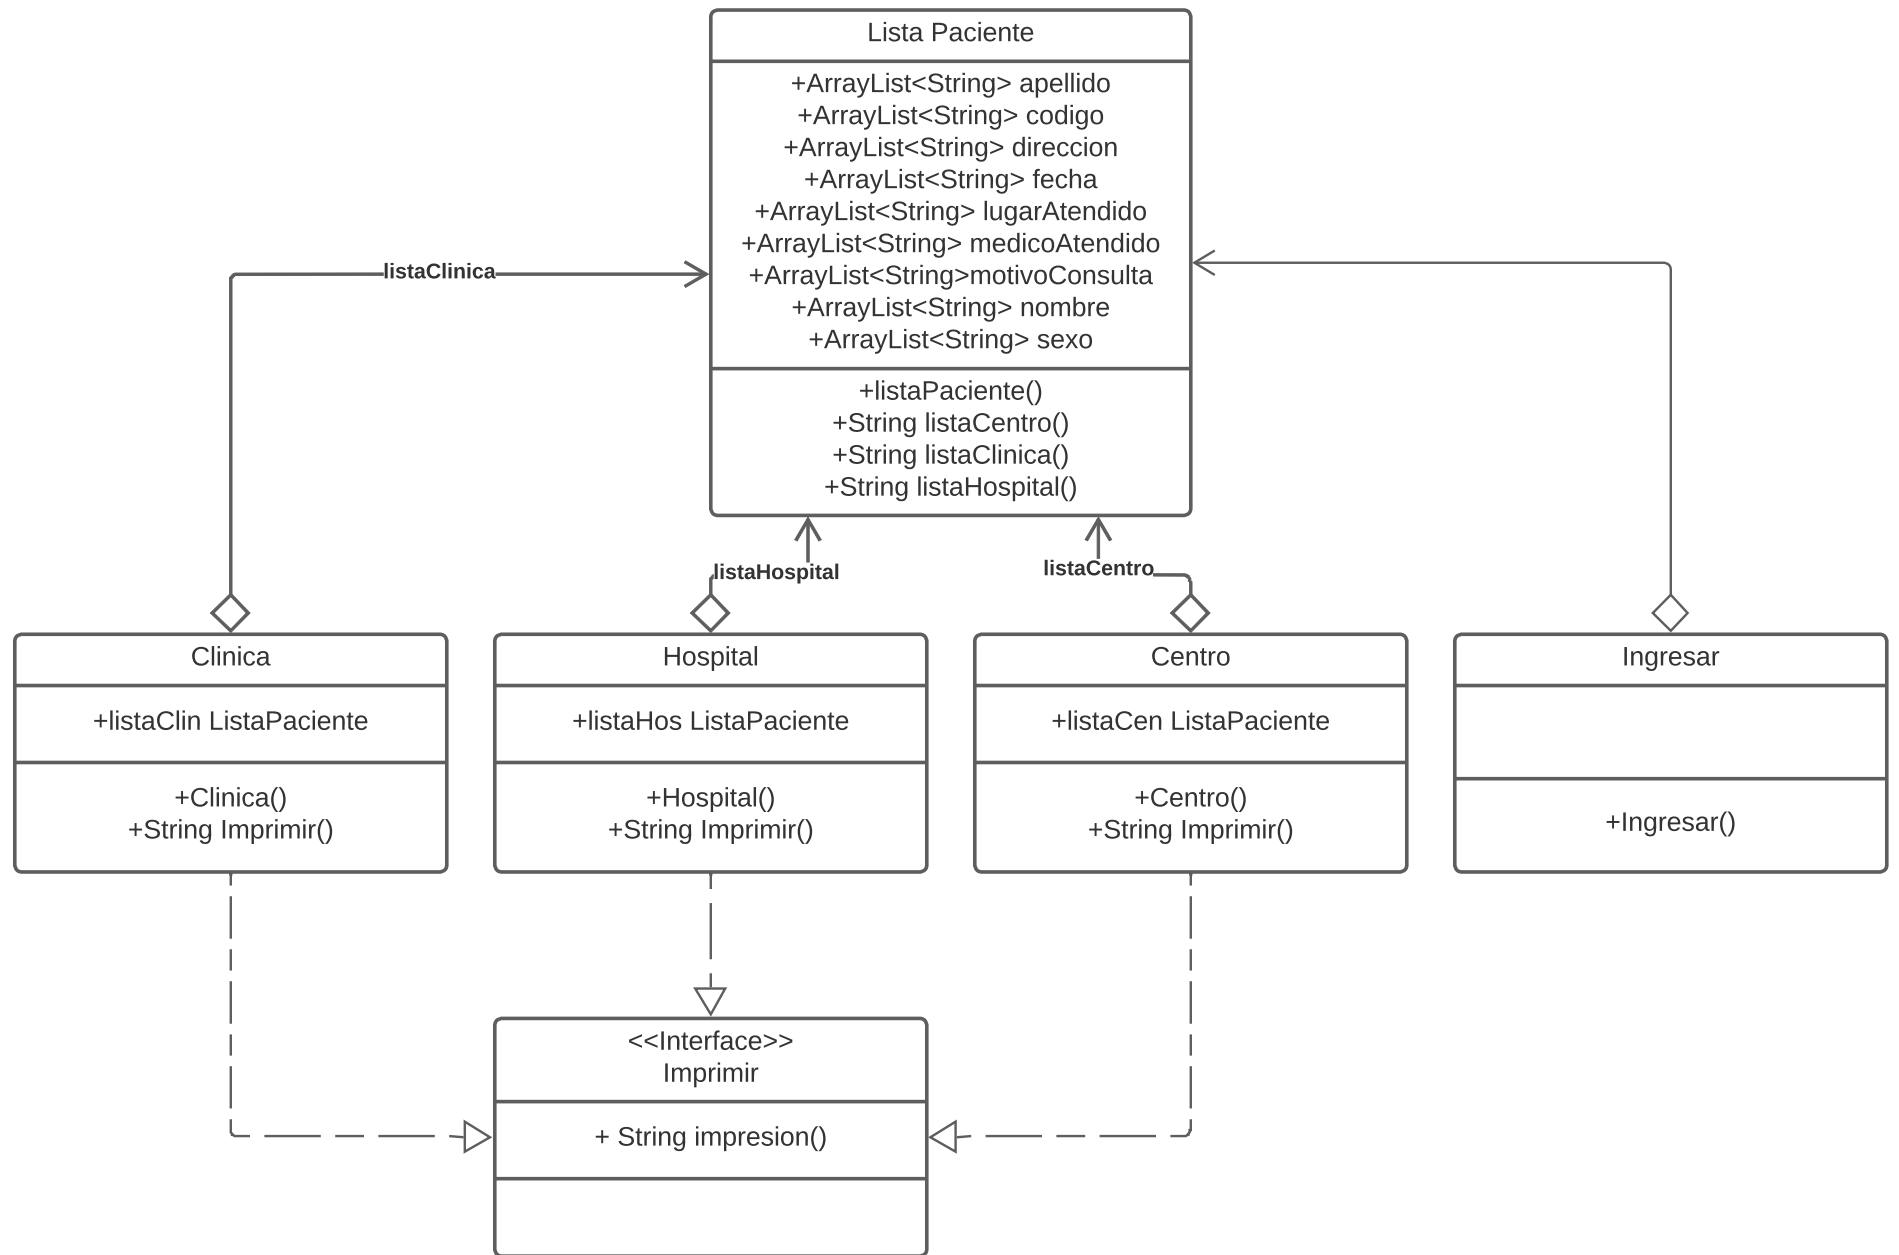 Lista Paciente
+ArrayList<String> apellido
+ArrayList<String> codigo
+ArrayList<String> direccion
+ArrayList<String> fecha
+ArrayList<String> lugarAtendido
+ArrayList<String> medicoAtendido
+ArrayList<String>motivoConsulta
+ArrayList<String> nombre
+ArrayList<String> sexo
+listaPaciente()
+String listaCentro()
+String listaClinica()
+String listaHospital()
listaClinica
listaHospital
listaCentro
Clinica
+listaClin ListaPaciente
+Clinica()
+String Imprimir()
Hospital
+listaHos ListaPaciente
+Hospital()
+String Imprimir()
Centro
+listaCen ListaPaciente
+Centro()
+String Imprimir()
Ingresar
+Ingresar()
<<Interface>>
Imprimir
+ String impresion()